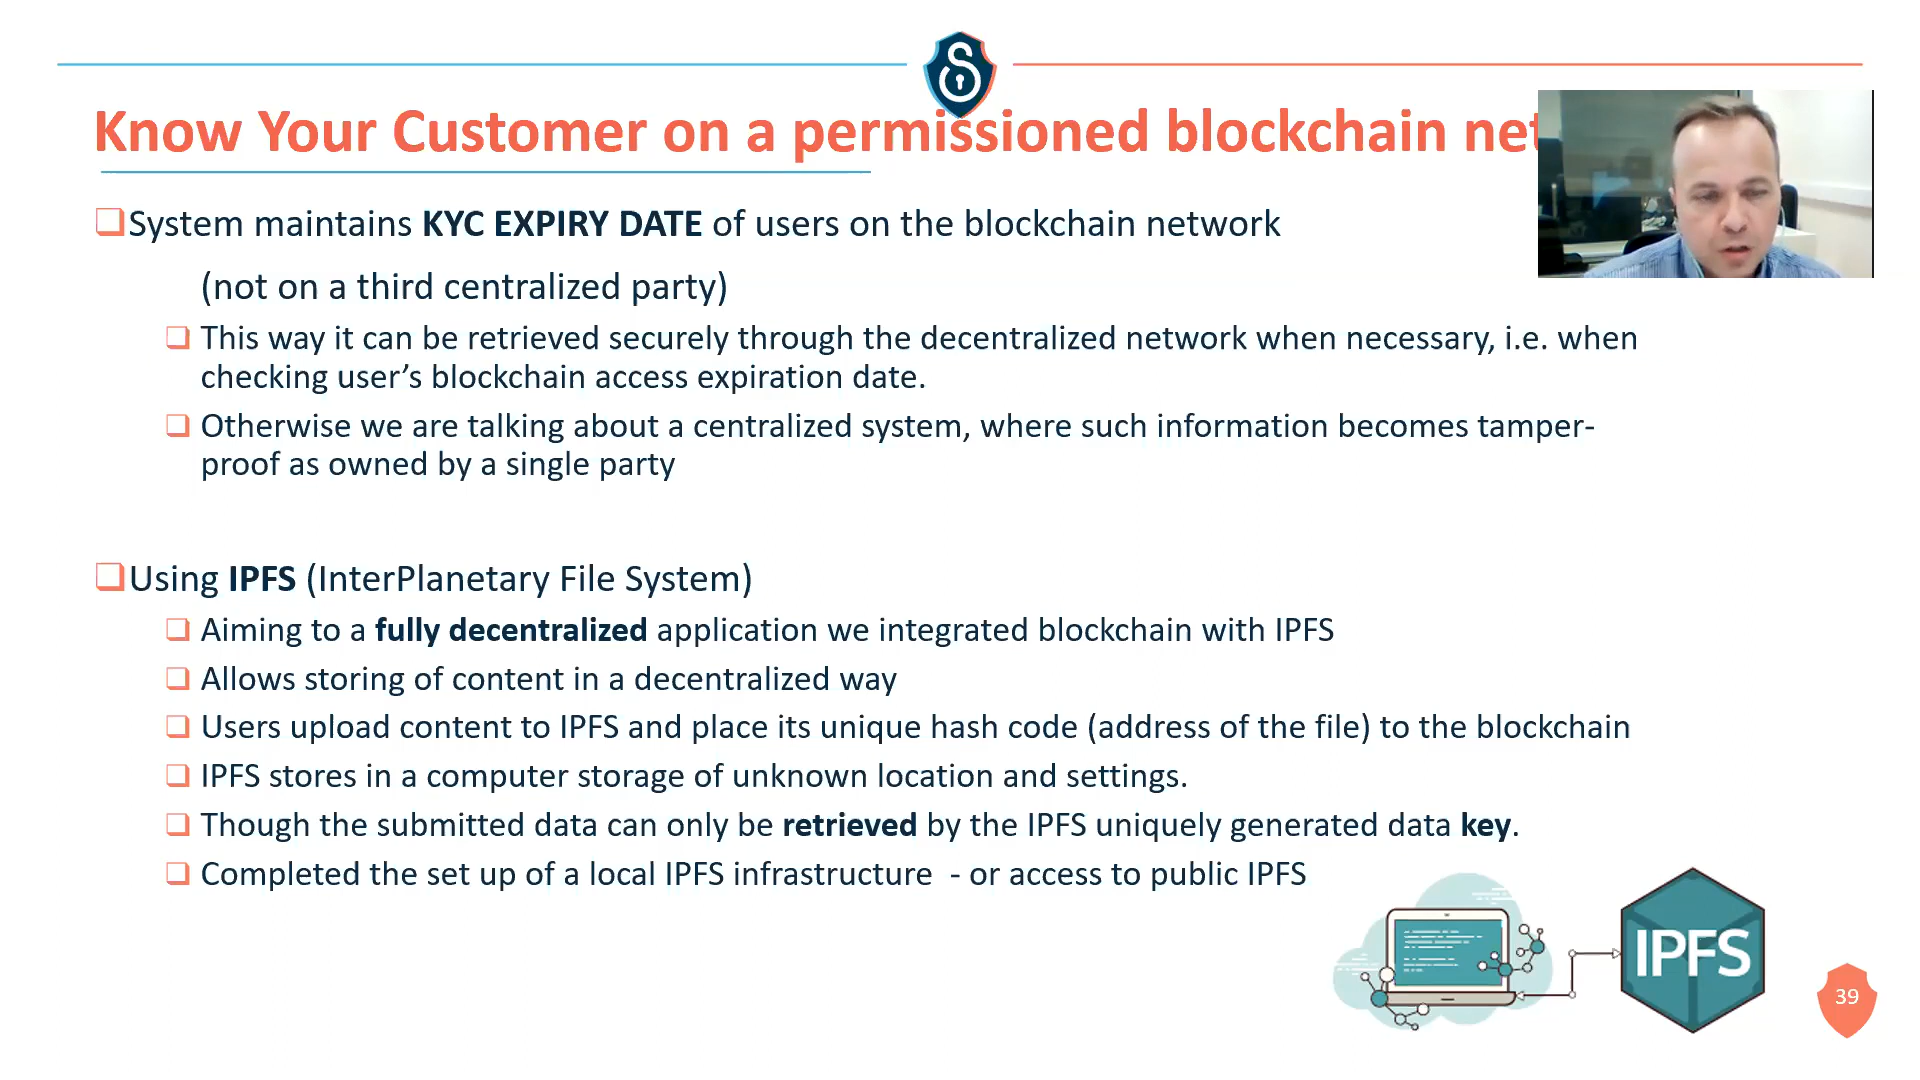 Know Your Customer on a permissioned blockchain net
❑System maintains KYC EXPIRY DATE of users on the blockchain network
(not on a third centralized party)
❑ This way it can be retrieved securely through the decentralized network when necessary, i.e. when
checking user’s blockchain access expiration date.
❑ Otherwise we are talking about a centralized system, where such information becomes tamper-
proof as owned by a single party
❑Using IPFS (InterPlanetary File System)
❑ Aiming to a fully decentralized application we integrated blockchain with IPFS
❑ Allows storing of content in a decentralized way
❑ Users upload content to IPFS and place its unique hash code (address of the file) to the blockchain
❑ IPFS stores in a computer storage of unknown location and settings.
❑ Though the submitted data can only be retrieved by the IPFS uniquely generated data key.
❑ Completed the set up of a local IPFS infrastructure - or access to public IPFS
IPFS
39